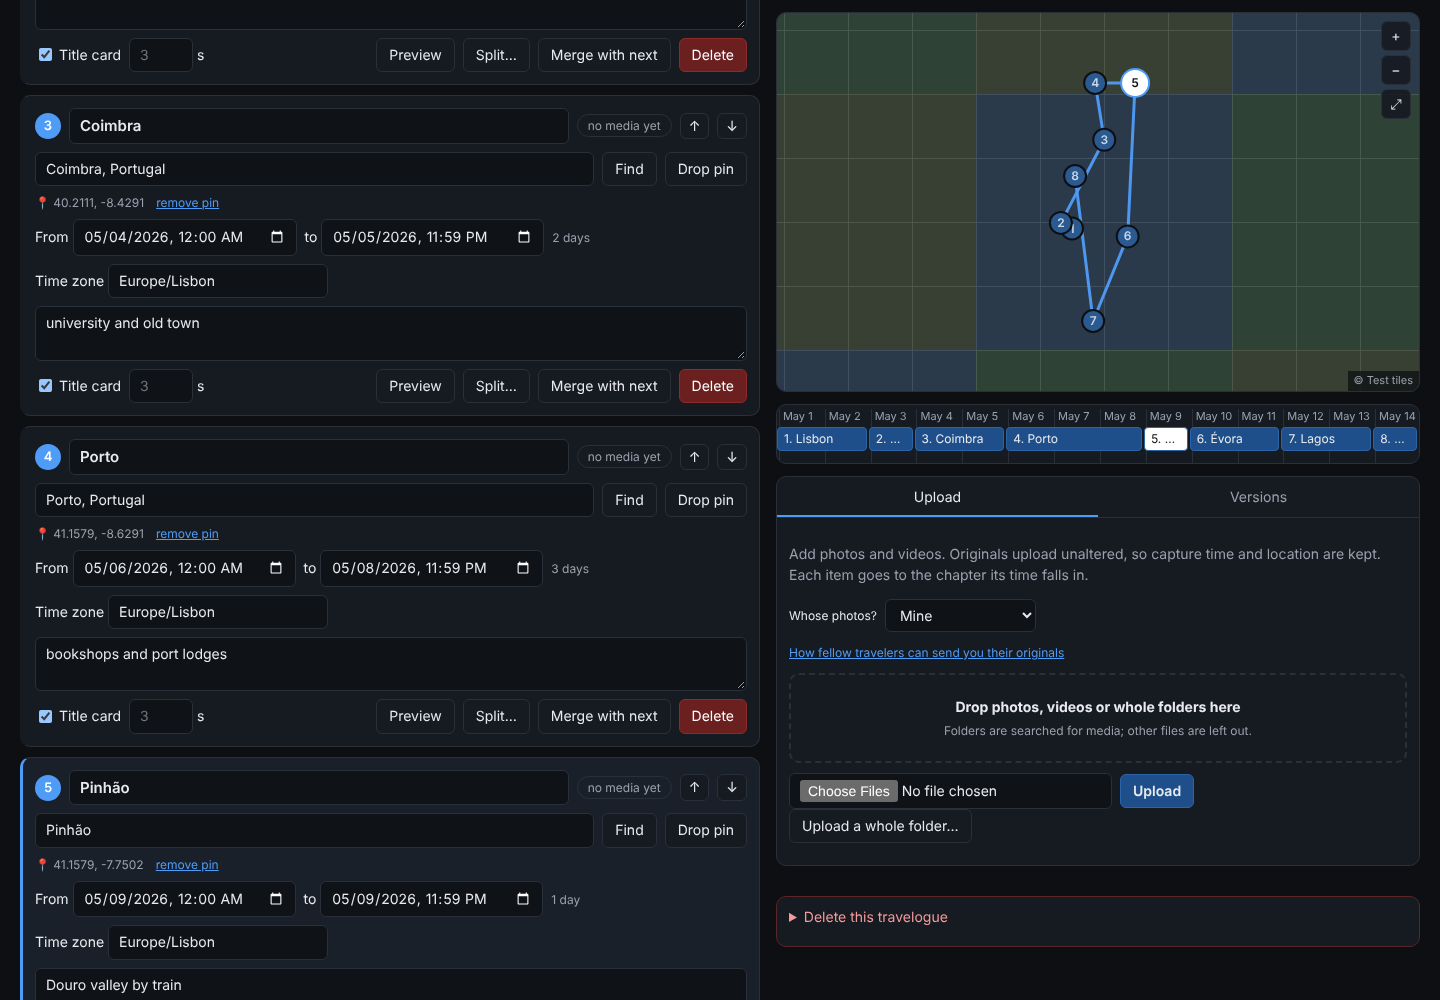 Title card 3 s Preview Split... Merge with next Delete
3 Coimbra no media yet ↑ ↓
Coimbra, Portugal Find Drop pin
📍 40.2111, -8.4291 remove pin
From 05/04/2026, 12:00 AM to 05/05/2026, 11:59 PM 2 days
Time zone Europe/Lisbon
university and old town
Title card 3 s Preview Split... Merge with next Delete
4 Porto no media yet ↑ ↓
Porto, Portugal Find Drop pin
📍 41.1579, -8.6291 remove pin
From 05/06/2026, 12:00 AM to 05/08/2026, 11:59 PM 3 days
Time zone Europe/Lisbon
bookshops and port lodges
Title card 3 s Preview Split... Merge with next Delete
5 Pinhão no media yet ↑ ↓
Pinhão Find Drop pin
📍 41.1579, -7.7502 remove pin
From 05/09/2026, 12:00 AM to 05/09/2026, 11:59 PM 1 day
Time zone Europe/Lisbon
Douro valley by train
+
−
4 5
3
8
2
6
7
© Test tiles
May 1 May 2 May 3 May 4 May 5 May 6 May 7 May 8 May 9 May 10 May 11 May 12 May 13 May 14
1. Lisbon 2. ... 3. Coimbra 4. Porto 5. ... 6. Évora 7. Lagos 8. ...
Upload Versions
Add photos and videos. Originals upload unaltered, so capture time and location are kept.
Each item goes to the chapter its time falls in.
Whose photos? Mine
How fellow travelers can send you their originals
Drop photos, videos or whole folders here
Folders are searched for media; other files are left out.
Choose Files No file chosen Upload
Upload a whole folder...
Delete this travelogue